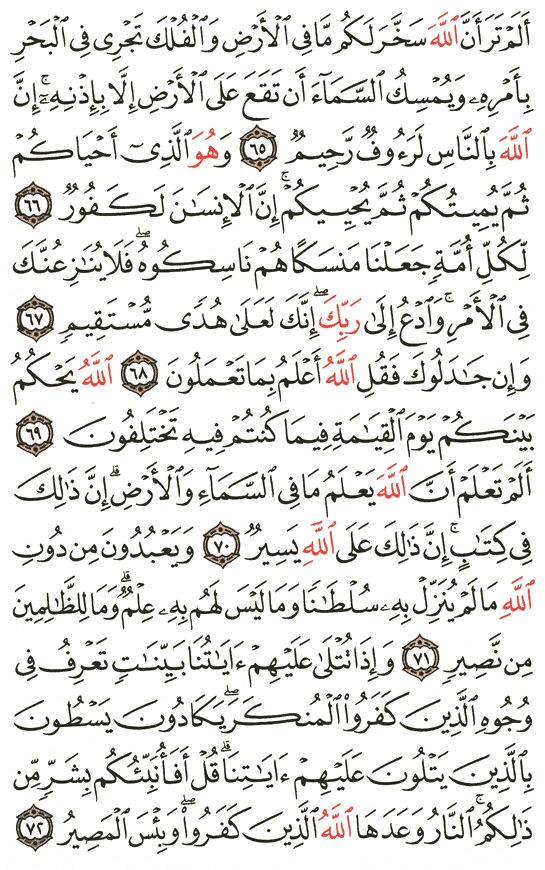 أَلَمْ تَرَ أَنَّ ٱللَّهَ سَخَّرَ لَكُم مَّا فِى ٱلْأَرْضِ وَٱلْفُلْكَ تَجْرِى فِى ٱلْبَحْرِ
بِأَمْرِهِۦ وَيُمْسِكُ ٱلسَّمَآءَ أَن تَقَعَ عَلَى ٱلْأَرْضِ إِلَّا بِإِذْنِهِۦٓ ۗ إِنَّ
ٱللَّهَ بِٱلنَّاسِ لَرَءُوفٌ رَّحِيمٌ ٦٥ وَهُوَ ٱلَّذِىٓ أَحْيَاكُمْ
ثُمَّ يُمِيتُكُمْ ثُمَّ يُحْيِيكُمْ ۗ إِنَّ ٱلْإِنسَـٰنَ لَكَفُورٌ ٦٦
لِّكُلِّ أُمَّةٍ جَعَلْنَا مَنسَكًا هُمْ نَاسِكُوهُ ۖ فَلَا يُنَـٰزِعُنَّكَ
فِى ٱلْأَمْرِ ۚ وَٱدْعُ إِلَىٰ رَبِّكَ ۖ إِنَّكَ لَعَلَىٰ هُدًى مُّسْتَقِيمٍ ٦٧
وَإِن جَـٰدَلُوكَ فَقُلِ ٱللَّهُ أَعْلَمُ بِمَا تَعْمَلُونَ ٦٨ ٱللَّهُ يَحْكُمُ
بَيْنَكُمْ يَوْمَ ٱلْقِيَـٰمَةِ فِيمَا كُنتُمْ فِيهِ تَخْتَلِفُونَ ٦٩
أَلَمْ تَعْلَمْ أَنَّ ٱللَّهَ يَعْلَمُ مَا فِى ٱلسَّمَآءِ وَٱلْأَرْضِ ۗ إِنَّ ذَٰلِكَ
فِى كِتَـٰبٍ ۚ إِنَّ ذَٰلِكَ عَلَى ٱللَّهِ يَسِيرٌ ٧٠ وَيَعْبُدُونَ مِن دُونِ
ٱللَّهِ مَا لَمْ يُنَزِّلْ بِهِۦ سُلْطَـٰنًا وَمَا لَيْسَ لَهُم بِهِۦ عِلْمٌ ۗ وَمَا لِلظَّـٰلِمِينَ
مِن نَّصِيرٍ ٧١ وَإِذَا تُتْلَىٰ عَلَيْهِمْ ءَايَـٰتُنَا بَيِّنَـٰتٍ تَعْرِفُ فِى
وُجُوهِ ٱلَّذِينَ كَفَرُوا۟ ٱلْمُنكَرَ ۖ يَكَادُونَ يَسْطُونَ
بِٱلَّذِينَ يَتْلُونَ عَلَيْهِمْ ءَايَـٰتِنَا ۗ قُلْ أَفَأُنَبِّئُكُم بِشَرٍّ مِّن
ذَٰلِكُمُ ۗ ٱلنَّارُ وَعَدَهَا ٱللَّهُ ٱلَّذِينَ كَفَرُوا۟ ۖ وَبِئْسَ ٱلْمَصِيرُ ٧٢